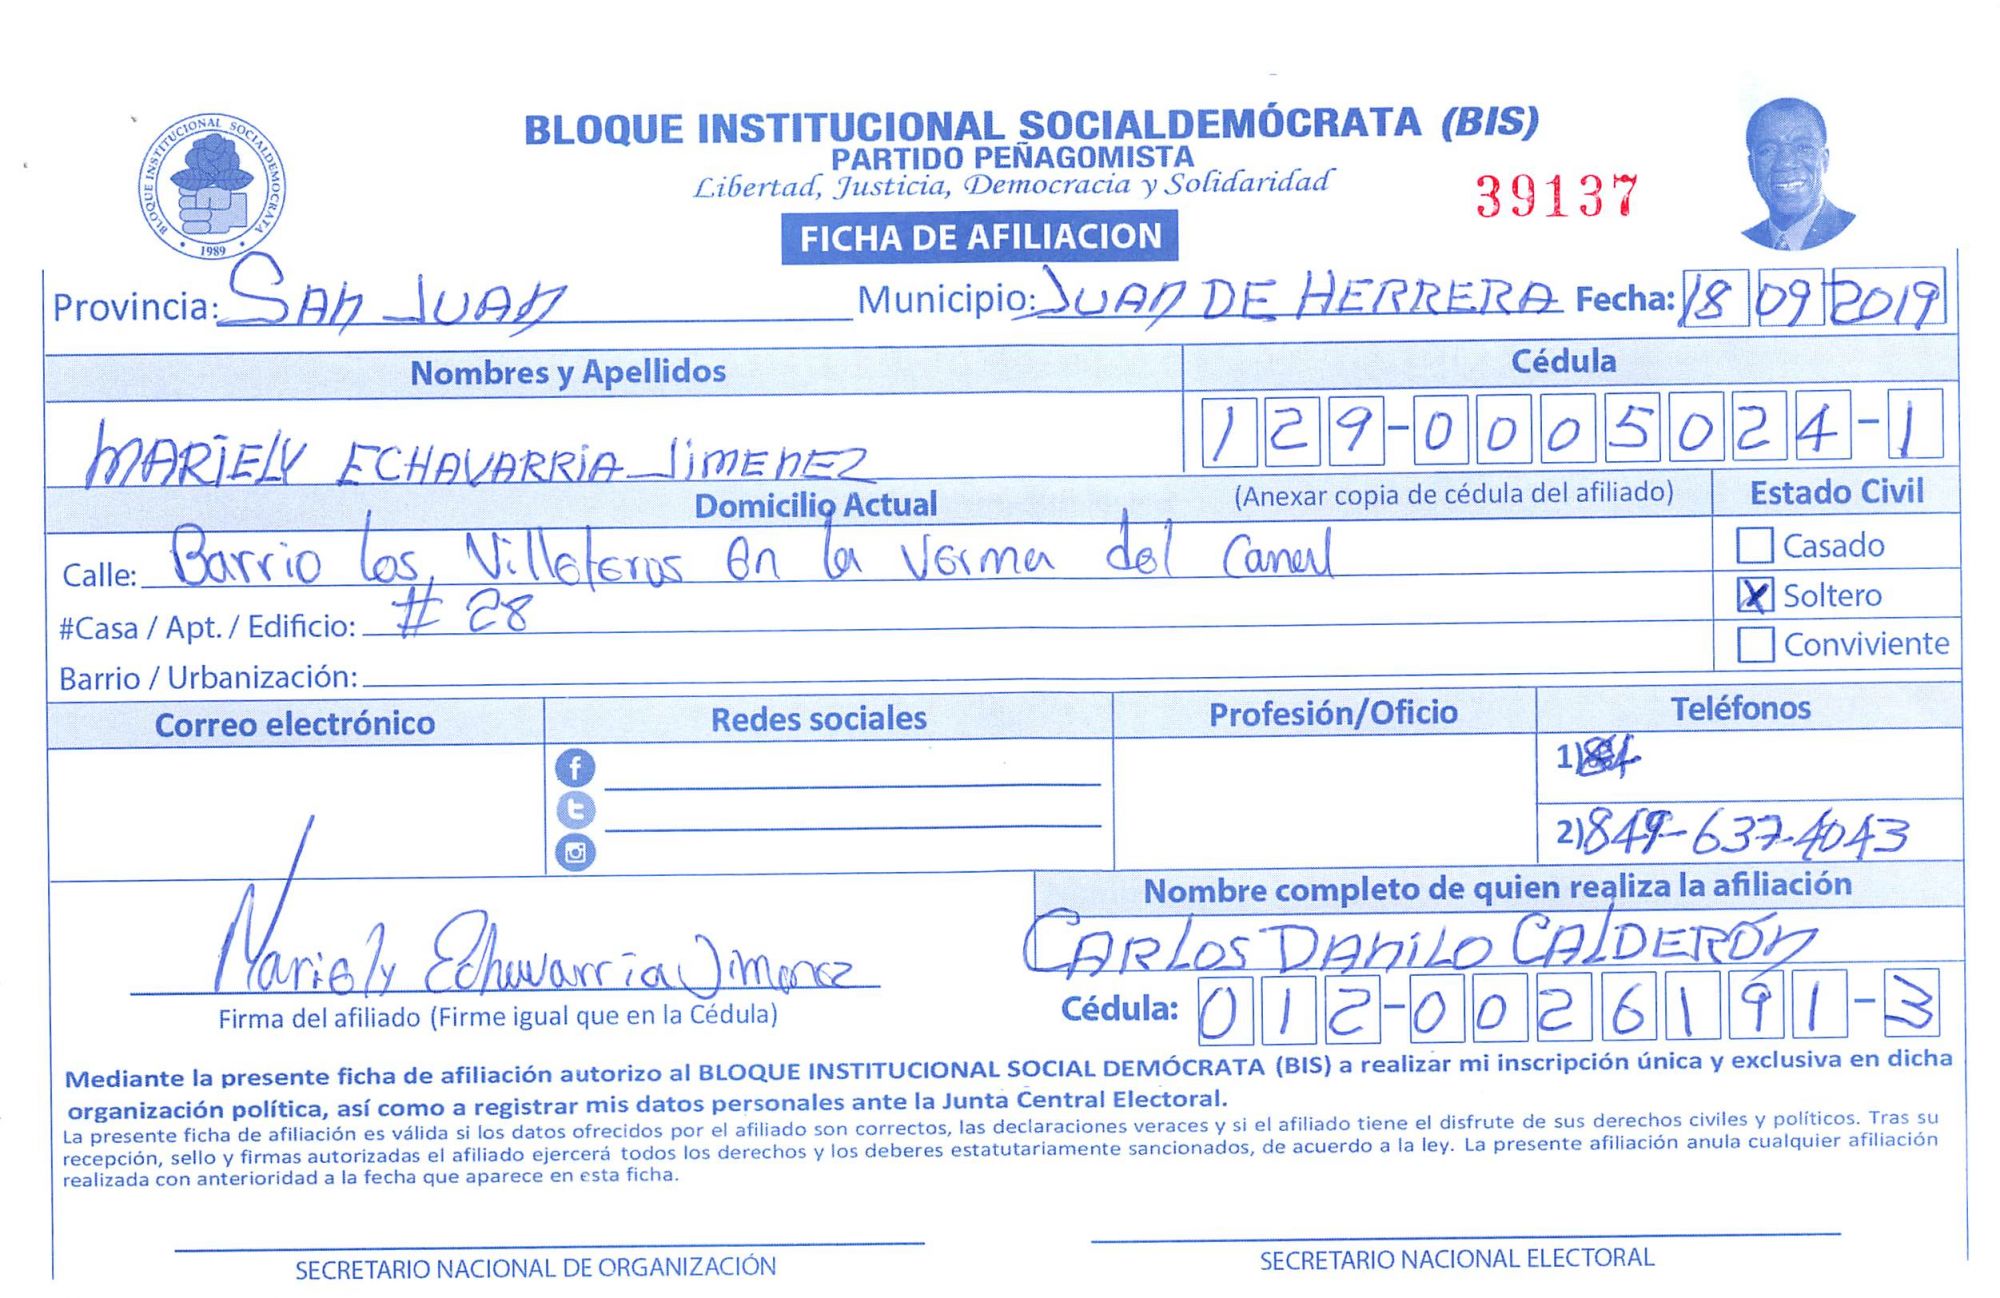 BLOQUE INSTITUCIONAL SOCIALDEMÓCRATA (BIS)
PARTIDO PEÑAGOMISTA
Libertad, Justicia, Democracia y Solidaridad
39137
FICHA DE AFILIACION
BLOQUE INSTITUCIONAL SOCIALDEMOCRATA
1989
Provincia: SAN JUAN Municipio: JUAN DE HERRERA Fecha: 18 09 2019
Nombres y Apellidos Cédula
MARIELY ECHAVARRIA JIMENEZ 129-0005024-1
Domicilio Actual (Anexar copia de cédula del afiliado) Estado Civil
Calle: Barrio los en la del Canal Casado
#Casa / Apt. / Edificio: # 28 X Soltero
Barrio / Urbanización: Conviviente
Correo electrónico Redes sociales Profesión/Oficio Teléfonos
1)
2) 849-637-4043
Nombre completo de quien realiza la afiliación
Mariely Echavarria Jimenez CARLOS DANILO CALDERÓN
Firma del afiliado (Firme igual que en la Cédula) Cédula: 012-0026191-3
Mediante la presente ficha de afiliación autorizo al BLOQUE INSTITUCIONAL SOCIAL DEMÓCRATA (BIS) a realizar mi inscripción única y exclusiva en dicha
organización política, así como a registrar mis datos personales ante la Junta Central Electoral.
La presente ficha de afiliación es válida si los datos ofrecidos por el afiliado son correctos, las declaraciones veraces y si el afiliado tiene el disfrute de sus derechos civiles y políticos. Tras su
recepción, sello y firmas autorizadas el afiliado ejercerá todos los derechos y los deberes estatutariamente sancionados, de acuerdo a la ley. La presente afiliación anula cualquier afiliación
realizada con anterioridad a la fecha que aparece en esta ficha.
SECRETARIO NACIONAL DE ORGANIZACIÓN SECRETARIO NACIONAL ELECTORAL